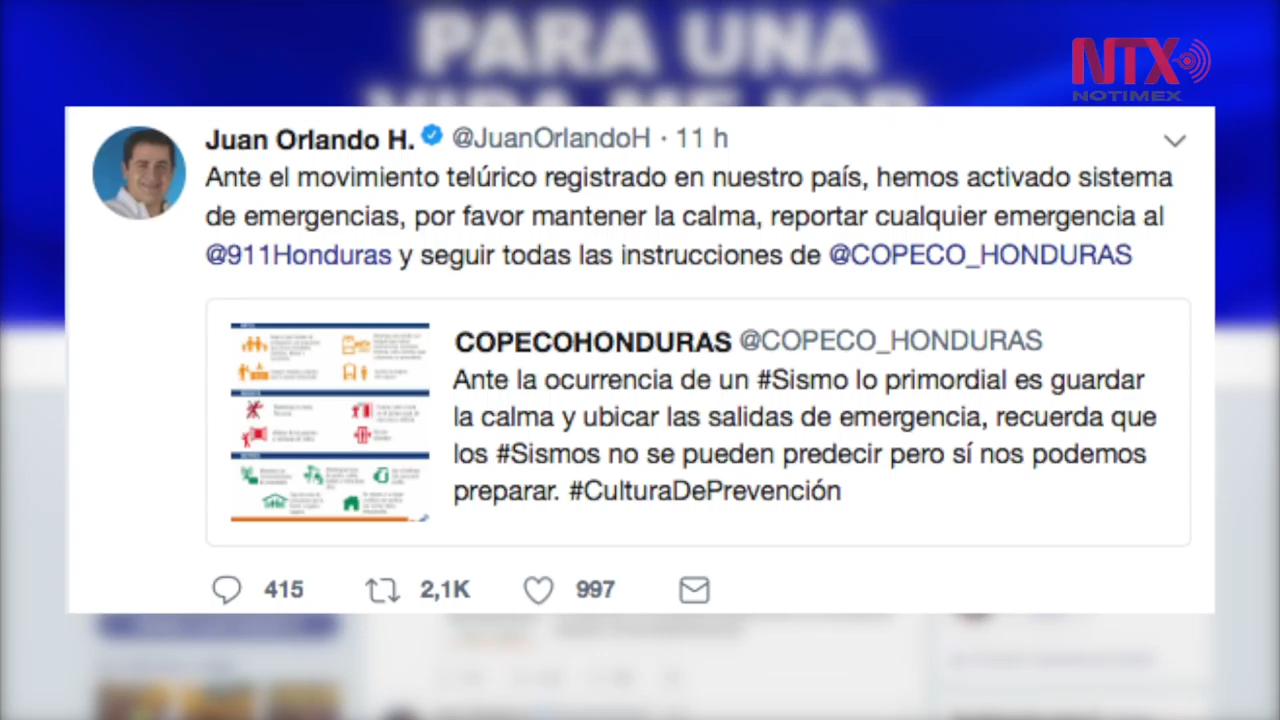 PARA UNA
NTX
NOTIMEX
Juan Orlando H. @JuanOrlandoH · 11 h
Ante el movimiento telúrico registrado en nuestro país, hemos activado sistema
de emergencias, por favor mantener la calma, reportar cualquier emergencia al
@911Honduras y seguir todas las instrucciones de @COPECO_HONDURAS
COPECOHONDURAS @COPECO_HONDURAS
Ante la ocurrencia de un #Sismo lo primordial es guardar
la calma y ubicar las salidas de emergencia, recuerda que
los #Sismos no se pueden predecir pero sí nos podemos
preparar. #CulturaDePrevención
415 2,1K 997